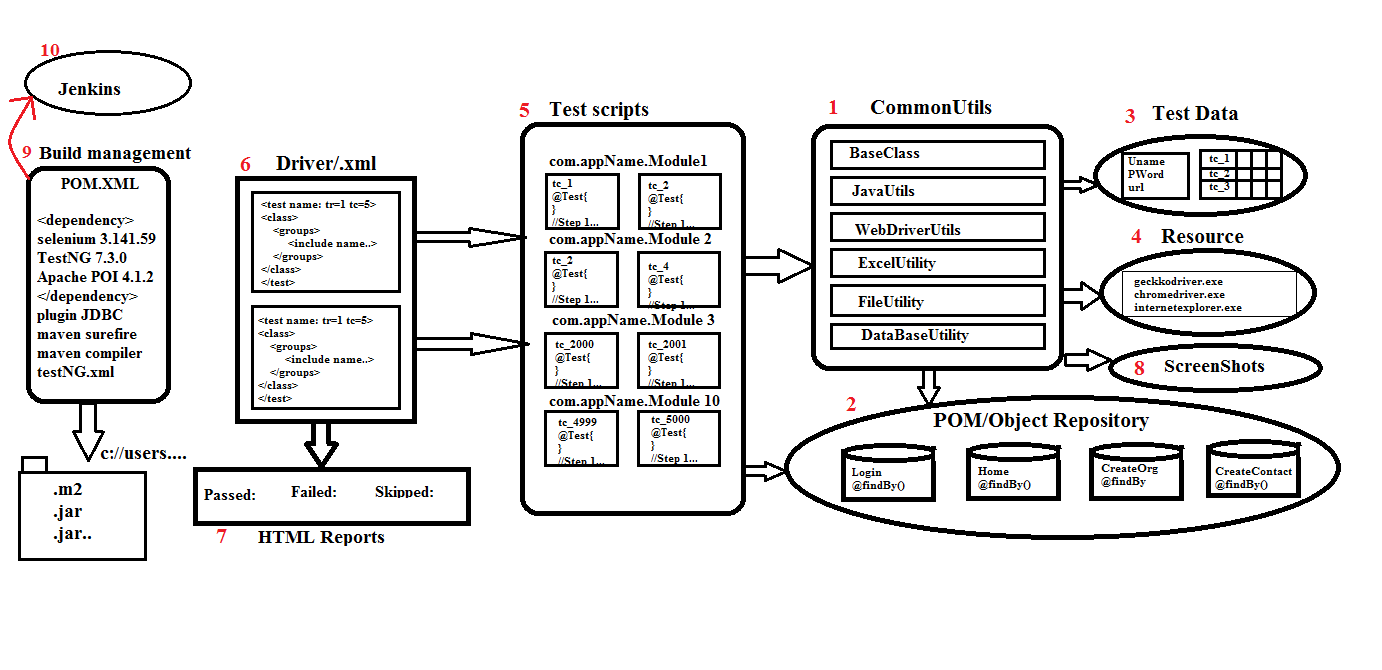 10
Jenkins
9 Build management
POM.XML
<dependency>
selenium 3.141.59
TestNG 7.3.0
Apache POI 4.1.2
</dependency>
plugin JDBC
maven surefire
maven compiler
testNG.xml
c://users....
.m2
.jar
.jar..
6 Driver/.xml
<test name: tr=1 tc=5>
<class>
<groups>
<include name..>
</groups>
</class>
</test>
<test name: tr=1 tc=5>
<class>
<groups>
<include name..>
</groups>
</class>
</test>
Passed: Failed: Skipped:
7 HTML Reports
5 Test scripts
com.appName.Module1
tc_1
@Test{
}
//Step 1...
tc_2
@Test{
}
//Step 1...
com.appName.Module 2
tc_2
@Test{
}
//Step 1...
tc_4
@Test{
}
//Step 1...
com.appName.Module 3
tc_2000
@Test{
}
//Step 1...
tc_2001
@Test{
}
//Step 1...
com.appName.Module 10
tc_4999
@Test{
}
//Step 1...
tc_5000
@Test{
}
//Step 1...
1 CommonUtils
BaseClass
JavaUtils
WebDriverUtils
ExcelUtility
FileUtility
DataBaseUtility
3 Test Data
Uname
PWord
url
tc_1
tc_2
tc_3
4 Resource
geckkodriver.exe
chromedriver.exe
internetexplorer.exe
8 ScreenShots
2
POM/Object Repository
Login
@findBy()
Home
@findBy()
CreateOrg
@findBy
CreateContact
@findBy()